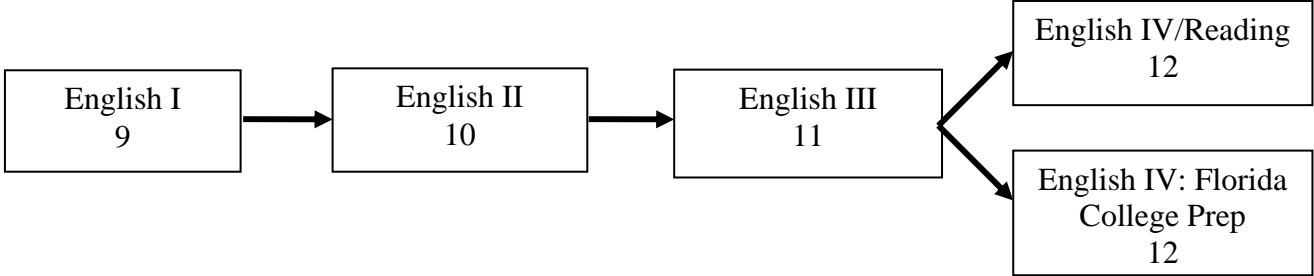 English I
9
English II
10
English III
11
English IV/Reading
12
English IV: Florida
College Prep
12